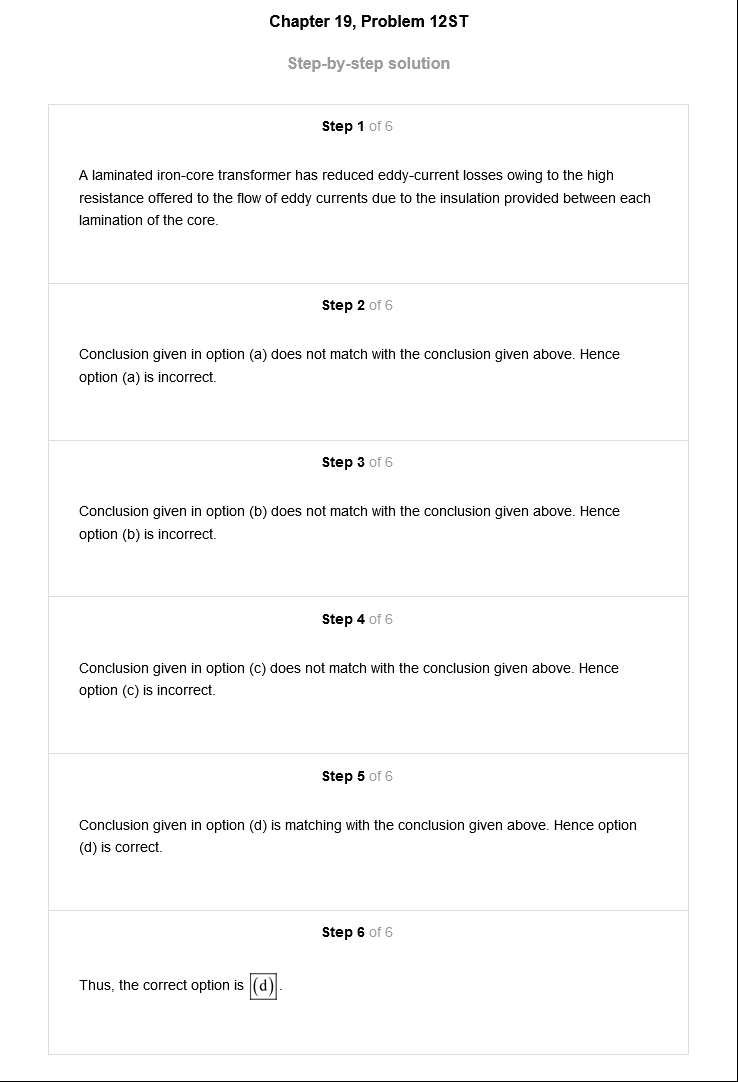 Chapter 19, Problem 12ST
Step-by-step solution
Step 1 of 6
A laminated iron-core transformer has reduced eddy-current losses owing to the high
resistance offered to the flow of eddy currents due to the insulation provided between each
lamination of the core.
Step 2 of 6
Conclusion given in option (a) does not match with the conclusion given above. Hence
option (a) is incorrect.
Step 3 of 6
Conclusion given in option (b) does not match with the conclusion given above. Hence
option (b) is incorrect.
Step 4 of 6
Conclusion given in option (c) does not match with the conclusion given above. Hence
option (c) is incorrect.
Step 5 of 6
Conclusion given in option (d) is matching with the conclusion given above. Hence option
(d) is correct.
Step 6 of 6
Thus, the correct option is (d).